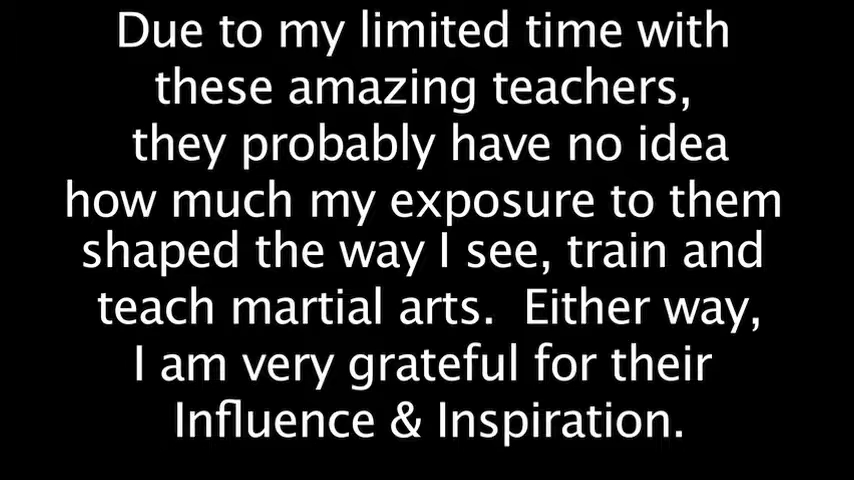 Due to my limited time with
these amazing teachers,
they probably have no idea
how much my exposure to them
shaped the way I see, train and
teach martial arts.  Either way,
I am very grateful for their
Influence & Inspiration.